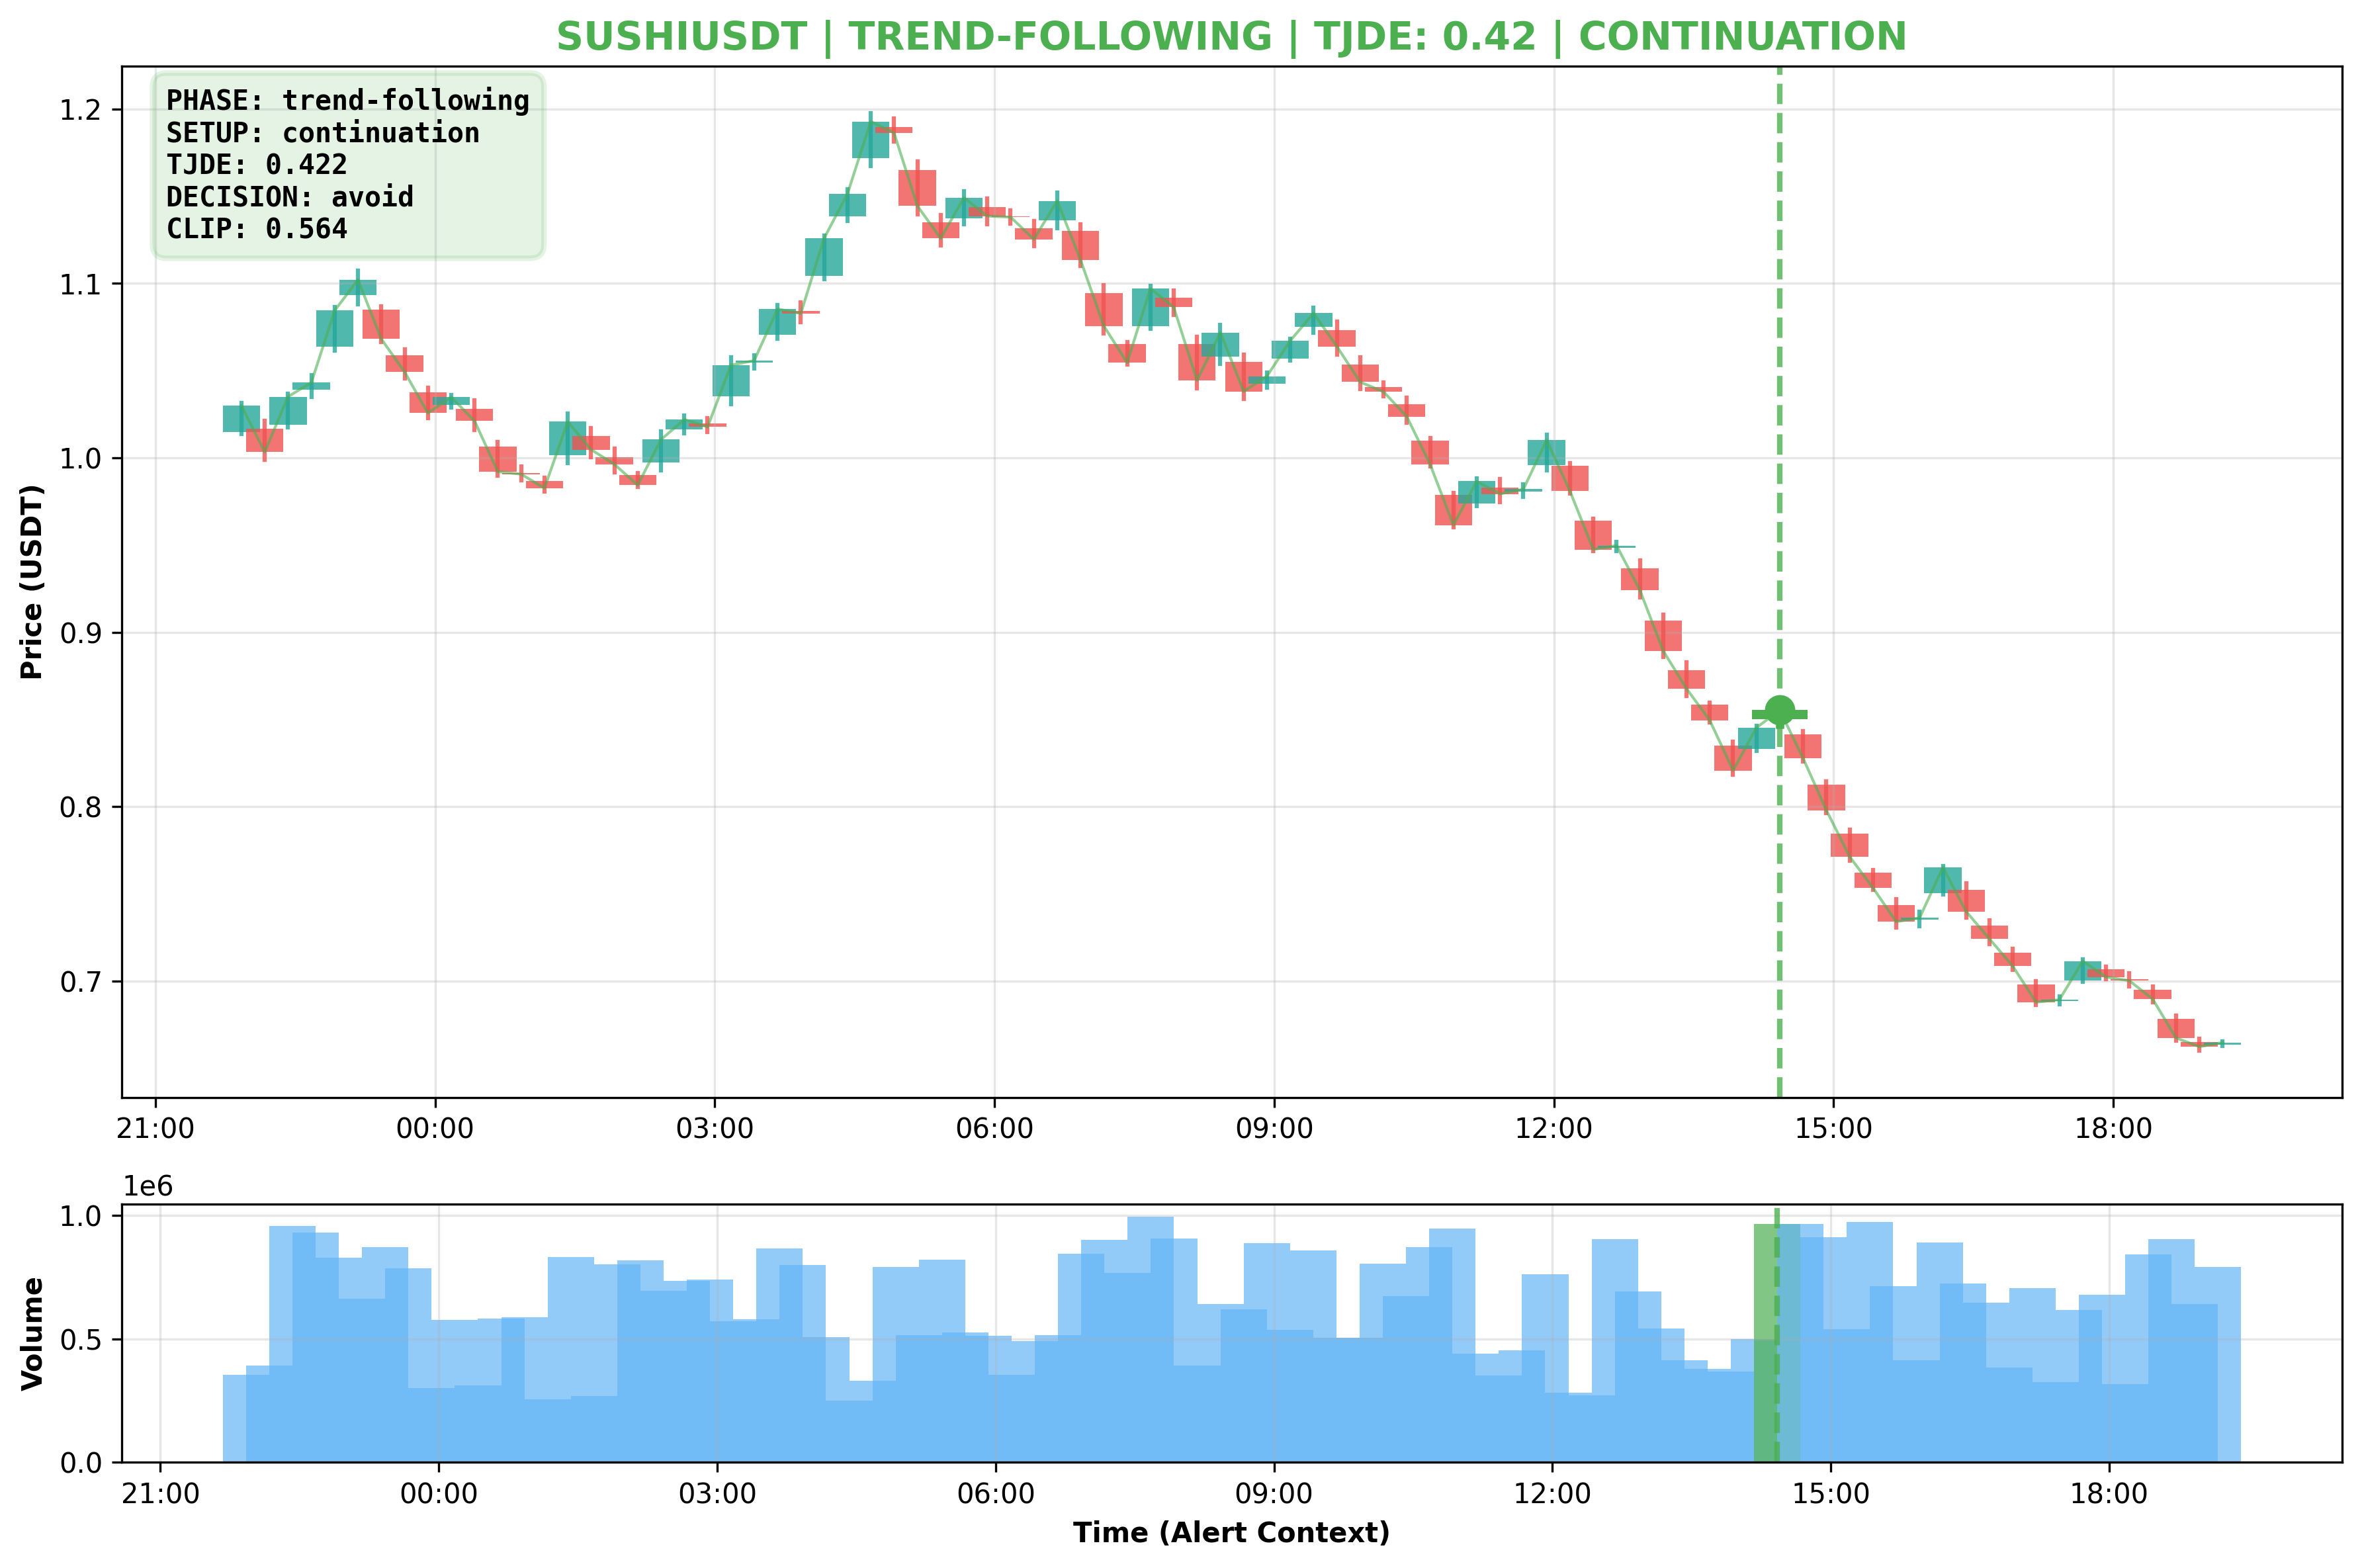 SUSHIUSDT | TREND-FOLLOWING | TJDE: 0.42 | CONTINUATION
PHASE: trend-following
SETUP: continuation
TJDE: 0.422
DECISION: avoid
CLIP: 0.564
Price (USDT)
1.2
1.1
1.0
0.9
0.8
0.7
21:00 00:00 03:00 06:00 09:00 12:00 15:00 18:00
1e6
Volume
1.0
0.5
0.0
21:00 00:00 03:00 06:00 09:00 12:00 15:00 18:00
Time (Alert Context)